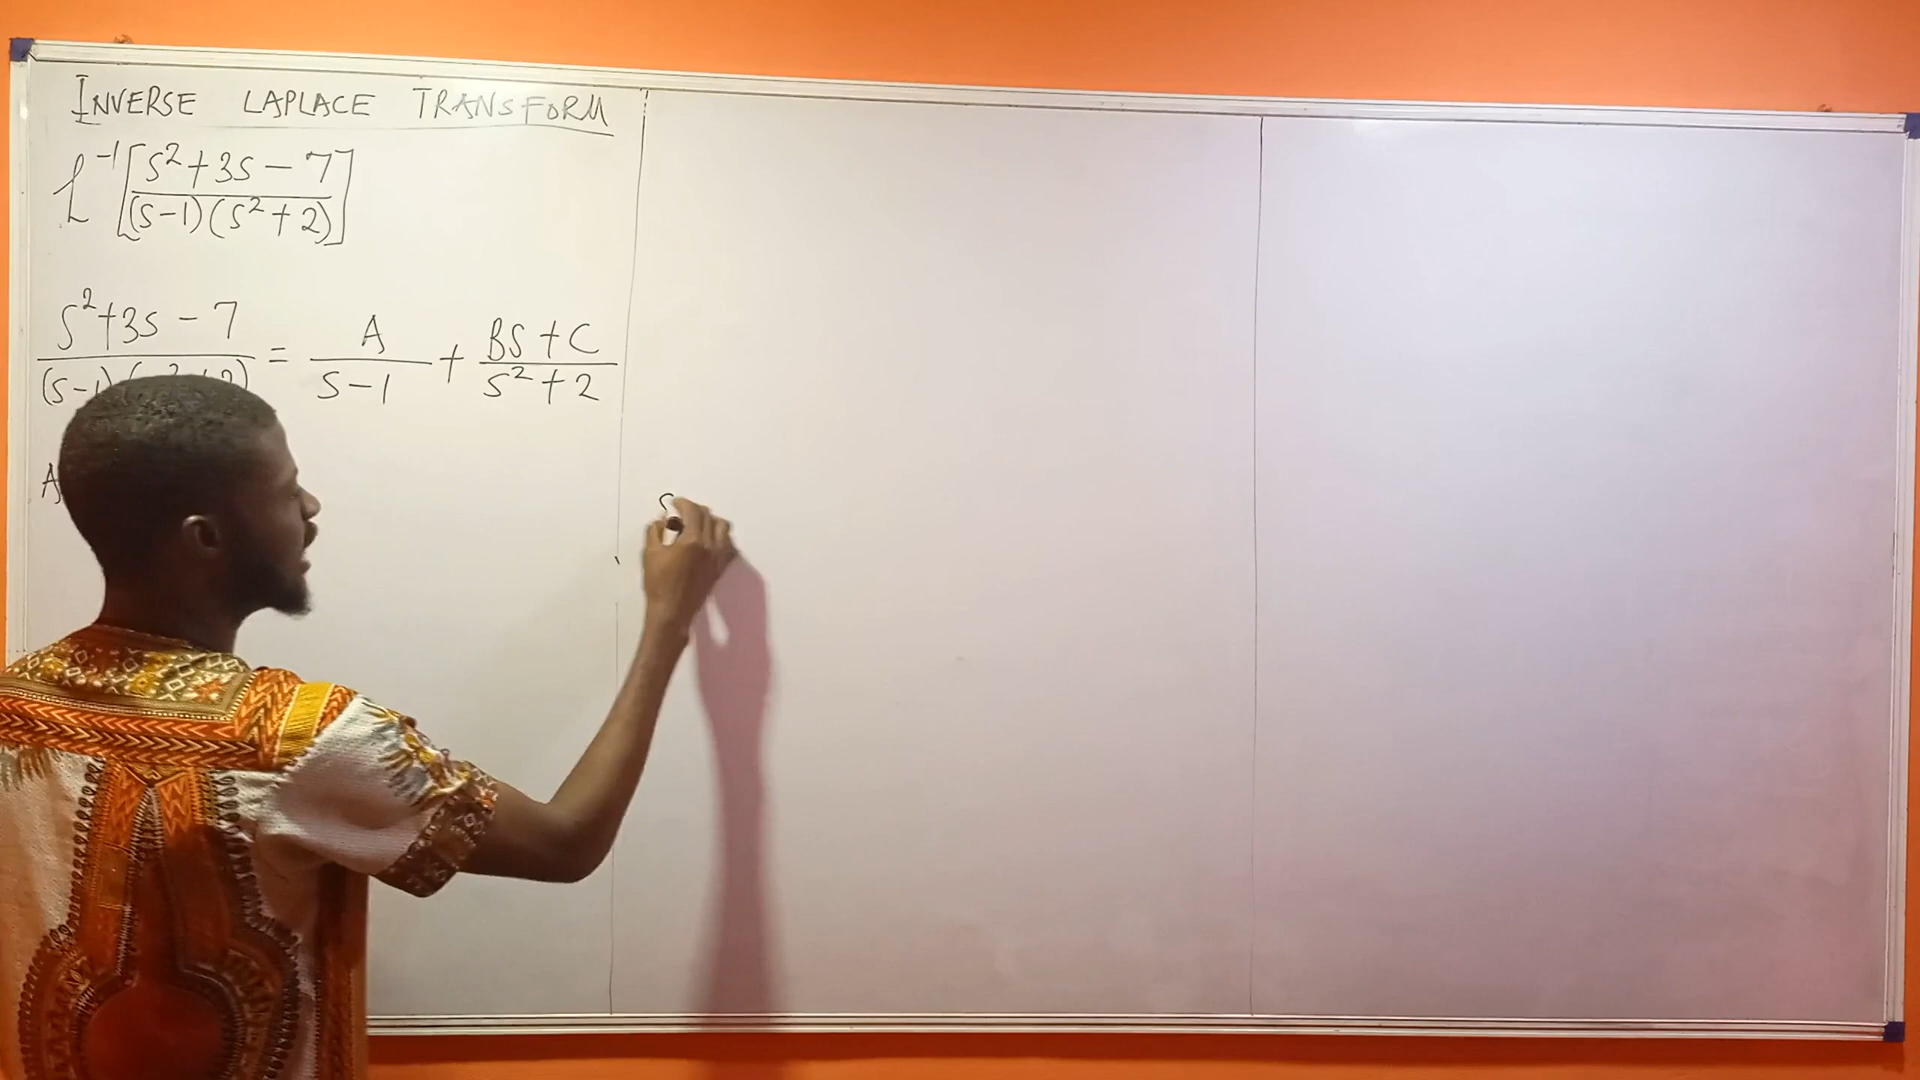 INVERSE LAPLACE TRANSFORM
L⁻¹[(s²+3s-7)/((s-1)(s²+2))]
(s²+3s-7)/((s-1)(s²+2)) = A/(s-1) + (Bs+C)/(s²+2)
A
s